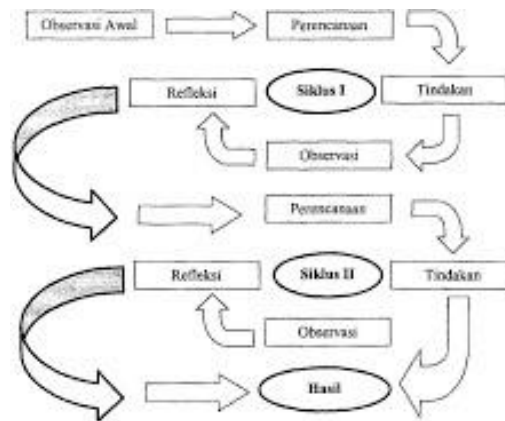 Observasi Awal
Perencanaan
Refleksi
Siklus I
Tindakan
Observasi
Perencanaan
Refleksi
Siklus II
Tindakan
Observasi
Hasil